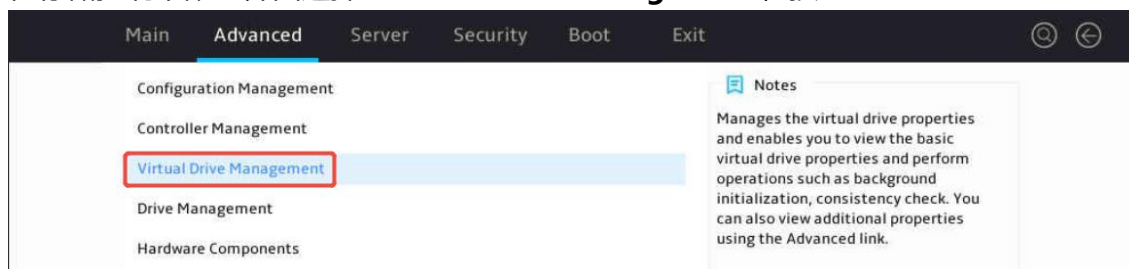 Main Advanced Server Security Boot Exit
Configuration Management
Controller Management
Virtual Drive Management
Drive Management
Hardware Components
Notes
Manages the virtual drive properties
and enables you to view the basic
virtual drive properties and perform
operations such as background
initialization, consistency check. You
can also view additional properties
using the Advanced link.